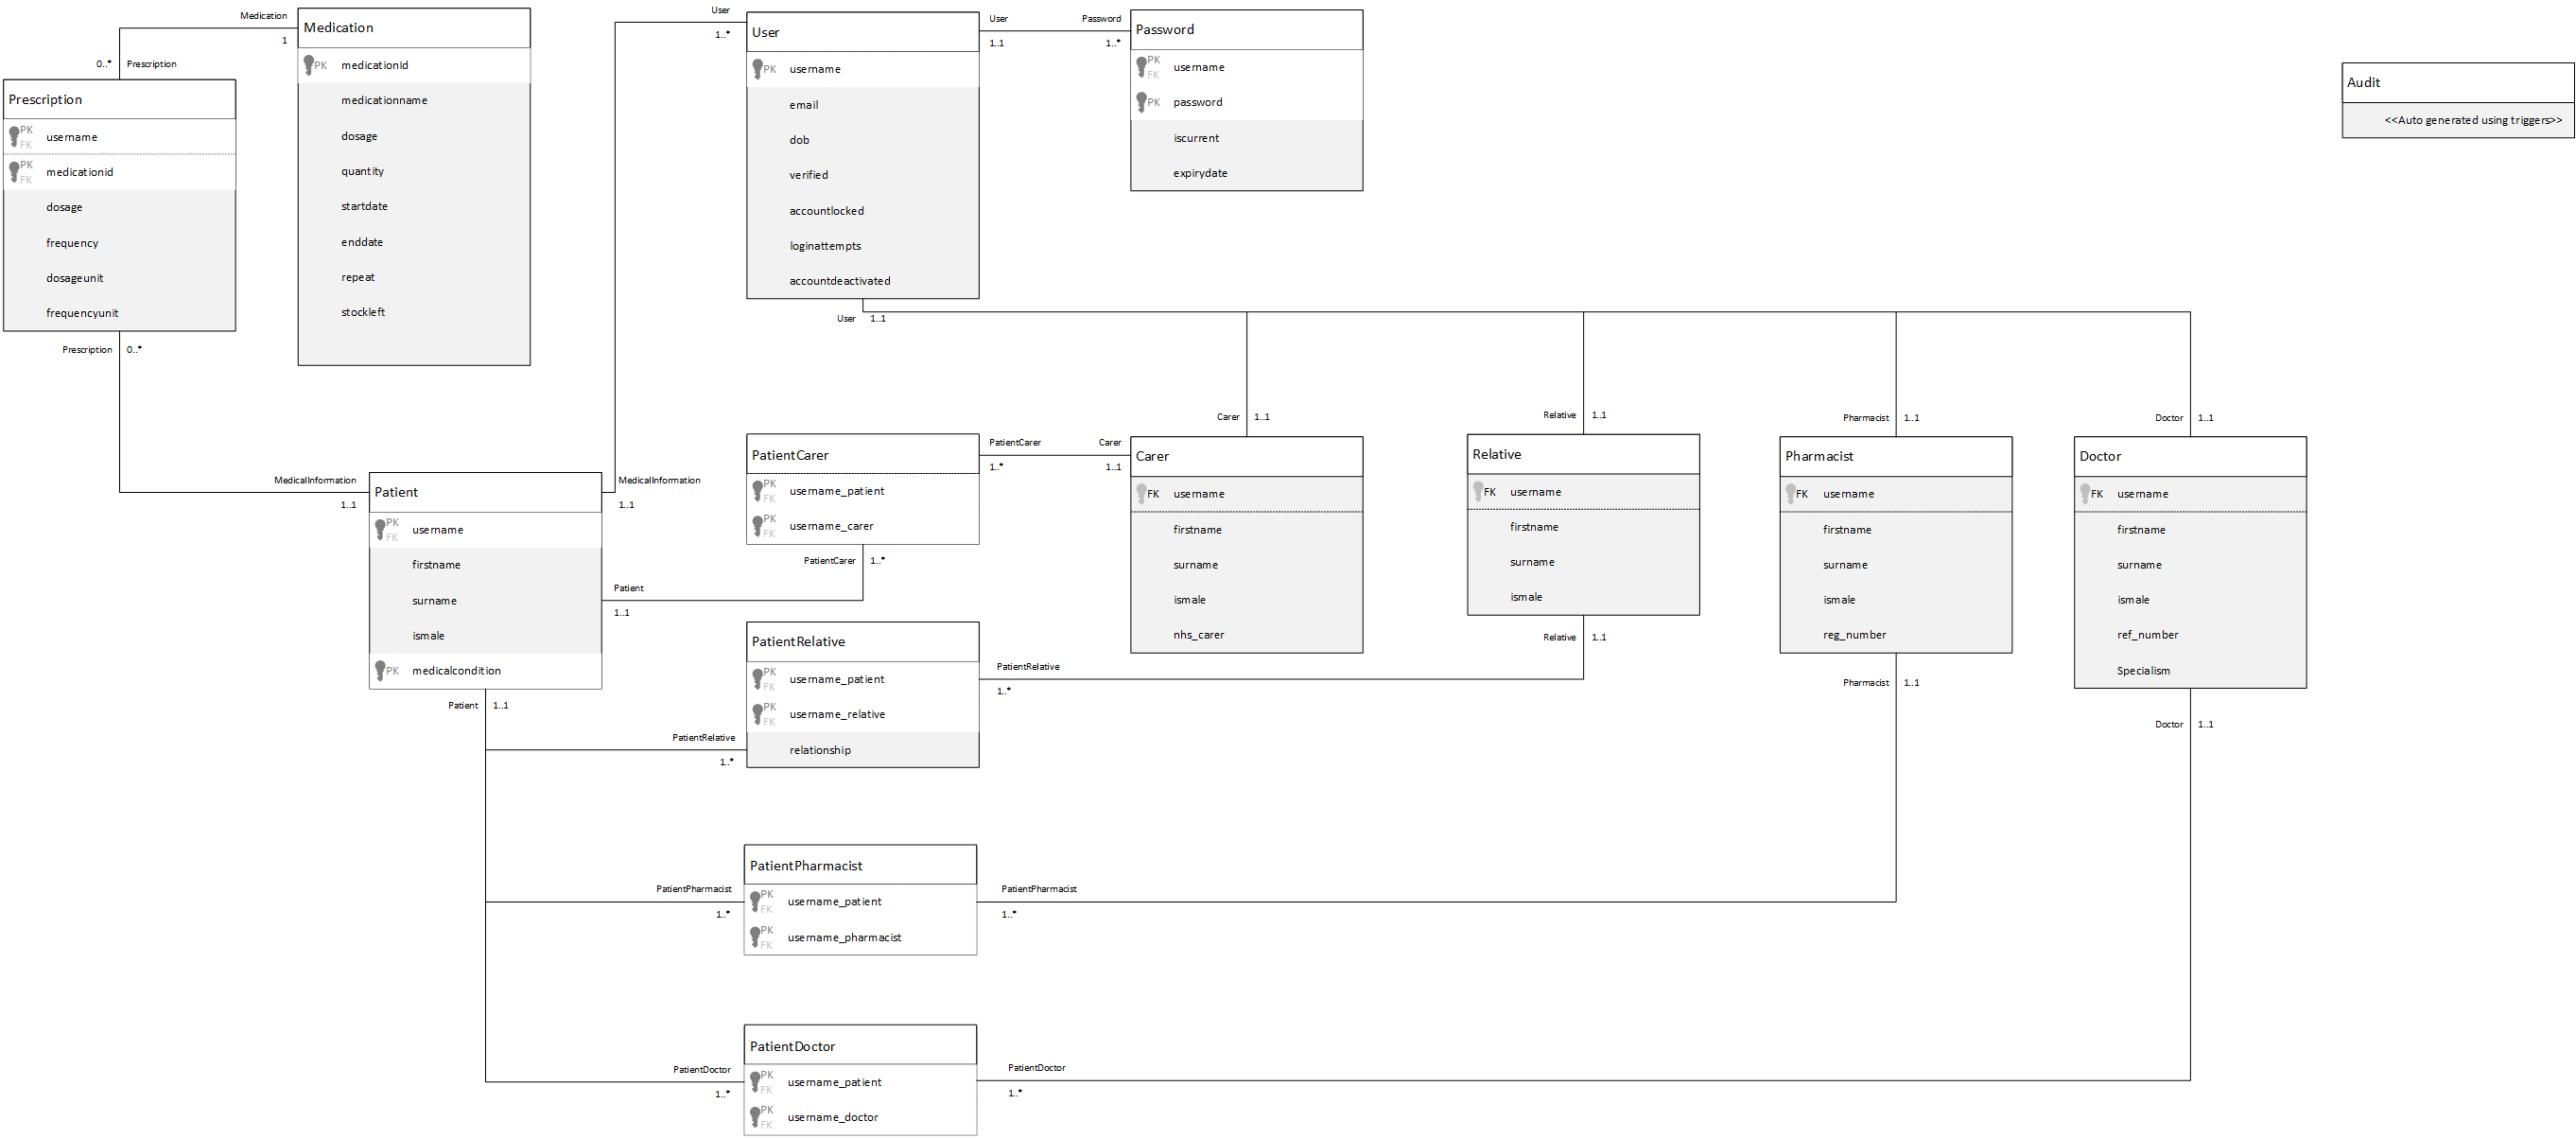 Medication
1
0..*
Prescription
Medication
PK
medicationId
medicationname
dosage
quantity
startdate
enddate
repeat
stockleft
Prescription
PK
FK
username
PK
FK
medicationid
dosage
frequency
dosageunit
frequencyunit
Prescription
0..*
MedicalInformation
1..1
User
1..*
User
PK
username
email
dob
verified
accountlocked
loginattempts
accountdeactivated
User
1..1
Password
1..*
Password
PK
FK
username
PK
password
iscurrent
expirydate
Audit
<<Auto generated using triggers>>
User
1..1
Carer
1..1
Relative
1..1
Pharmacist
1..1
Doctor
1..1
MedicalInformation
1..1
Patient
PK
FK
username
firstname
surname
ismale
PK
medicalcondition
Patient
1..1
Patient
1..1
PatientCarer
PK
FK
username_patient
PK
FK
username_carer
PatientCarer
1..*
PatientCarer
1..*
Carer
1..1
Carer
FK
username
firstname
surname
ismale
nhs_carer
Relative
FK
username
firstname
surname
ismale
Relative
1..1
Pharmacist
FK
username
firstname
surname
ismale
reg_number
Pharmacist
1..1
Doctor
FK
username
firstname
surname
ismale
ref_number
Specialism
Doctor
1..1
PatientRelative
PK
FK
username_patient
PK
FK
username_relative
relationship
PatientRelative
1..*
PatientRelative
1..*
PatientPharmacist
PK
FK
username_patient
PK
FK
username_pharmacist
PatientPharmacist
1..*
PatientPharmacist
1..*
PatientDoctor
PK
FK
username_patient
PK
FK
username_doctor
PatientDoctor
1..*
PatientDoctor
1..*